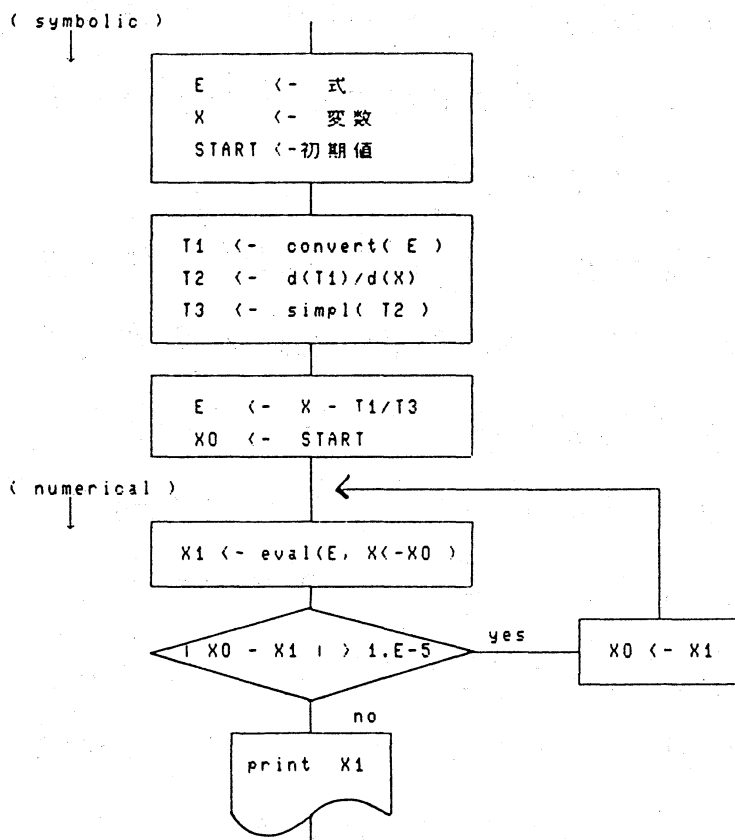 ( symbolic )
E <- 式
X <- 変数
START <-初期値
T1 <- convert( E )
T2 <- d(T1)/d(X)
T3 <- simpl( T2 )
E <- X - T1/T3
X0 <- START
( numerical )
X1 <- eval(E, X<-X0 )
| X0 - X1 | > 1.E-5
yes
X0 <- X1
no
print X1